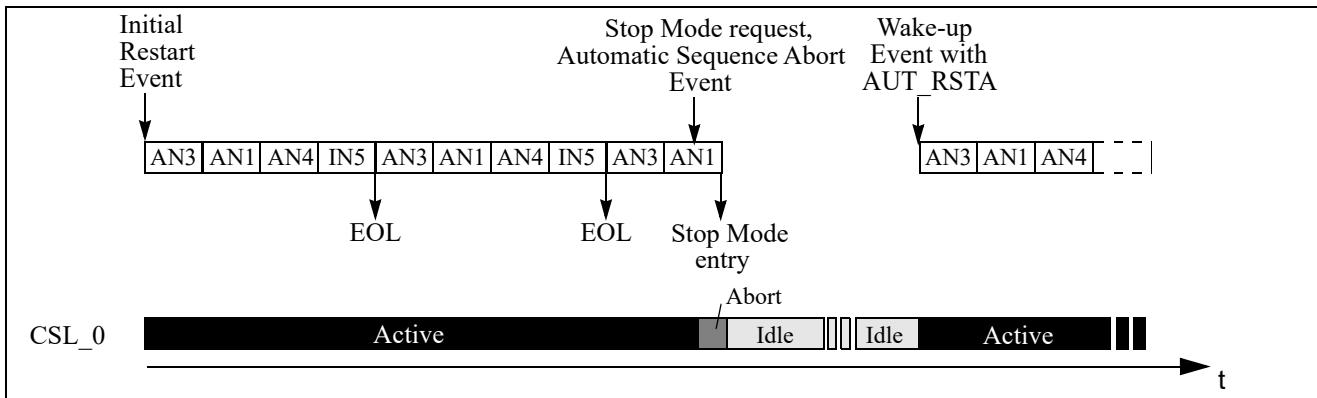 Initial
Restart
Event
Stop Mode request,
Automatic Sequence Abort
Event
Wake-up
Event with
AUT_RSTA
AN3 AN1 AN4 IN5 AN3 AN1 AN4 IN5 AN3 AN1 AN3 AN1 AN4
EOL EOL Stop Mode
entry
Abort
CSL_0 Active Idle Idle Active
t